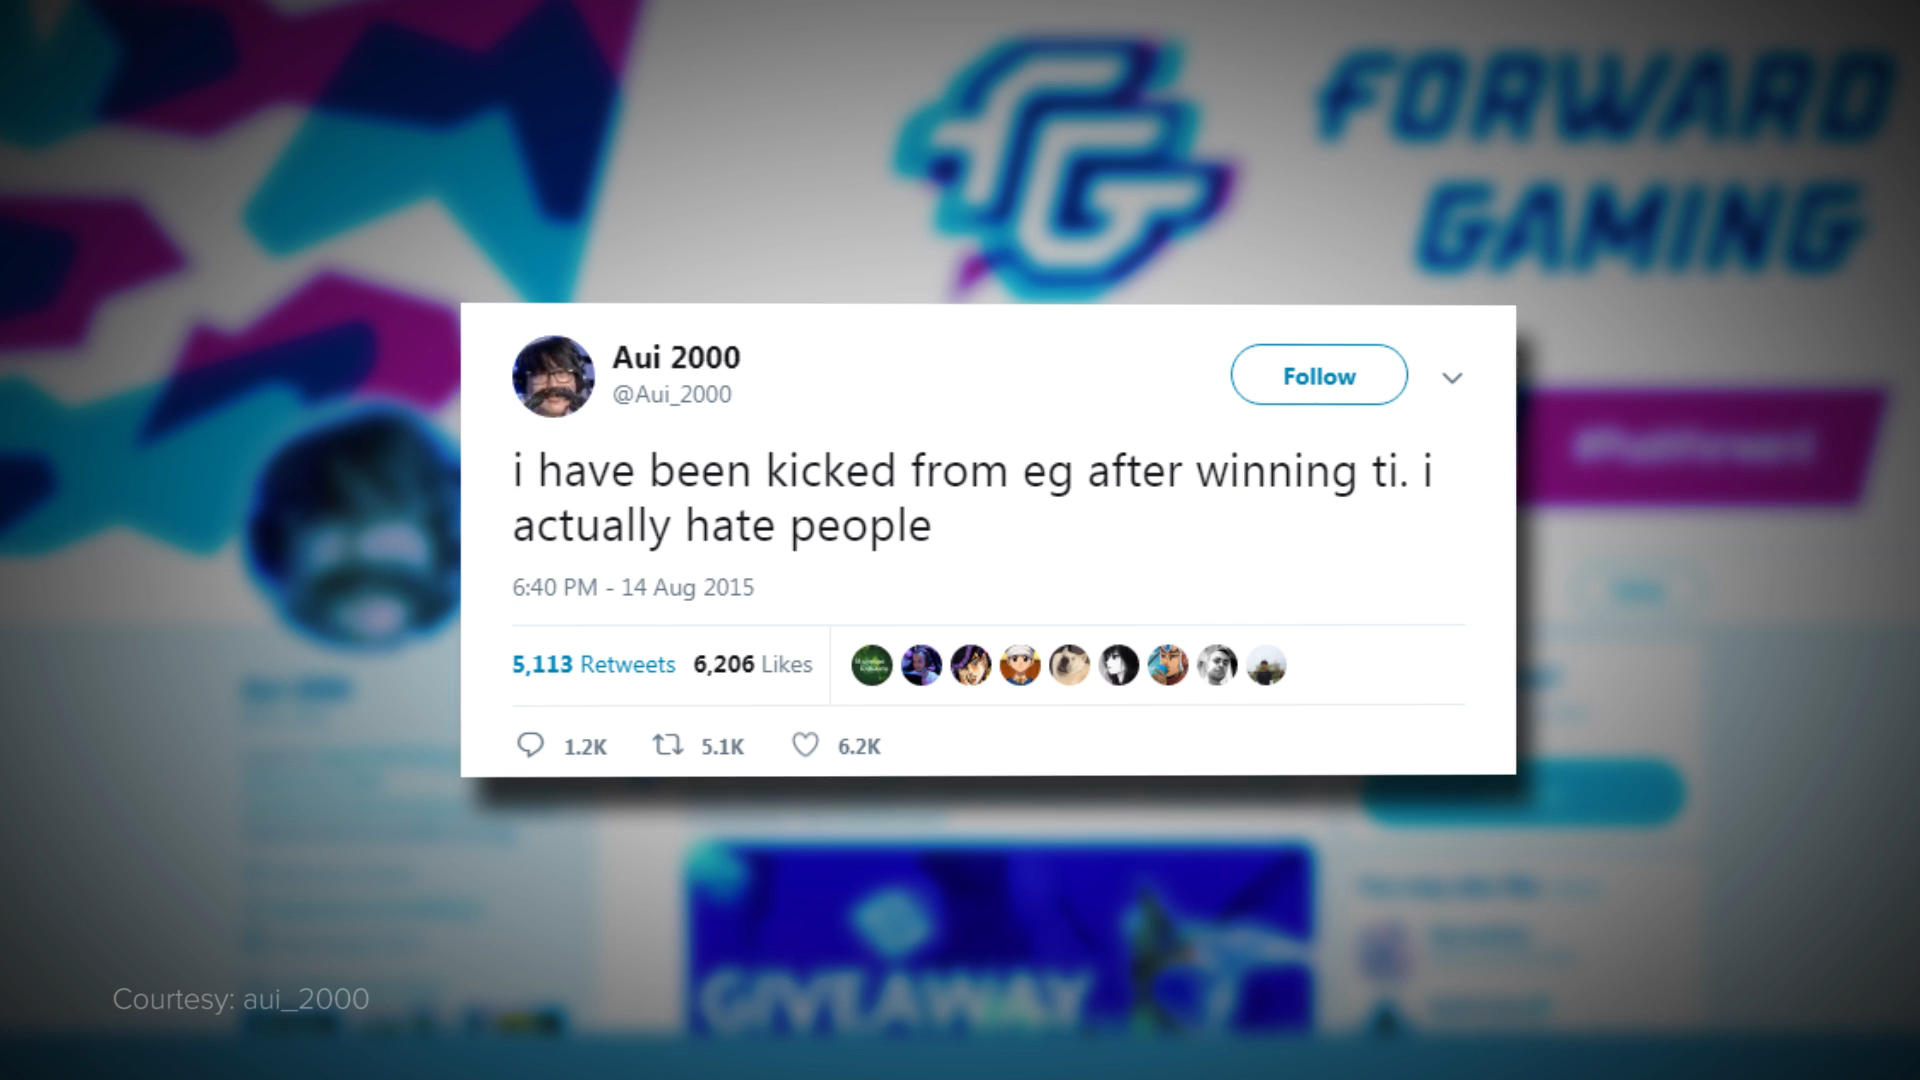 FORWARD
GAMING
Aui 2000
@Aui_2000
Follow
i have been kicked from eg after winning ti. i
actually hate people
6:40 PM - 14 Aug 2015
5,113 Retweets 6,206 Likes
1.2K 5.1K 6.2K
GIVEAWAY
Courtesy: aui_2000